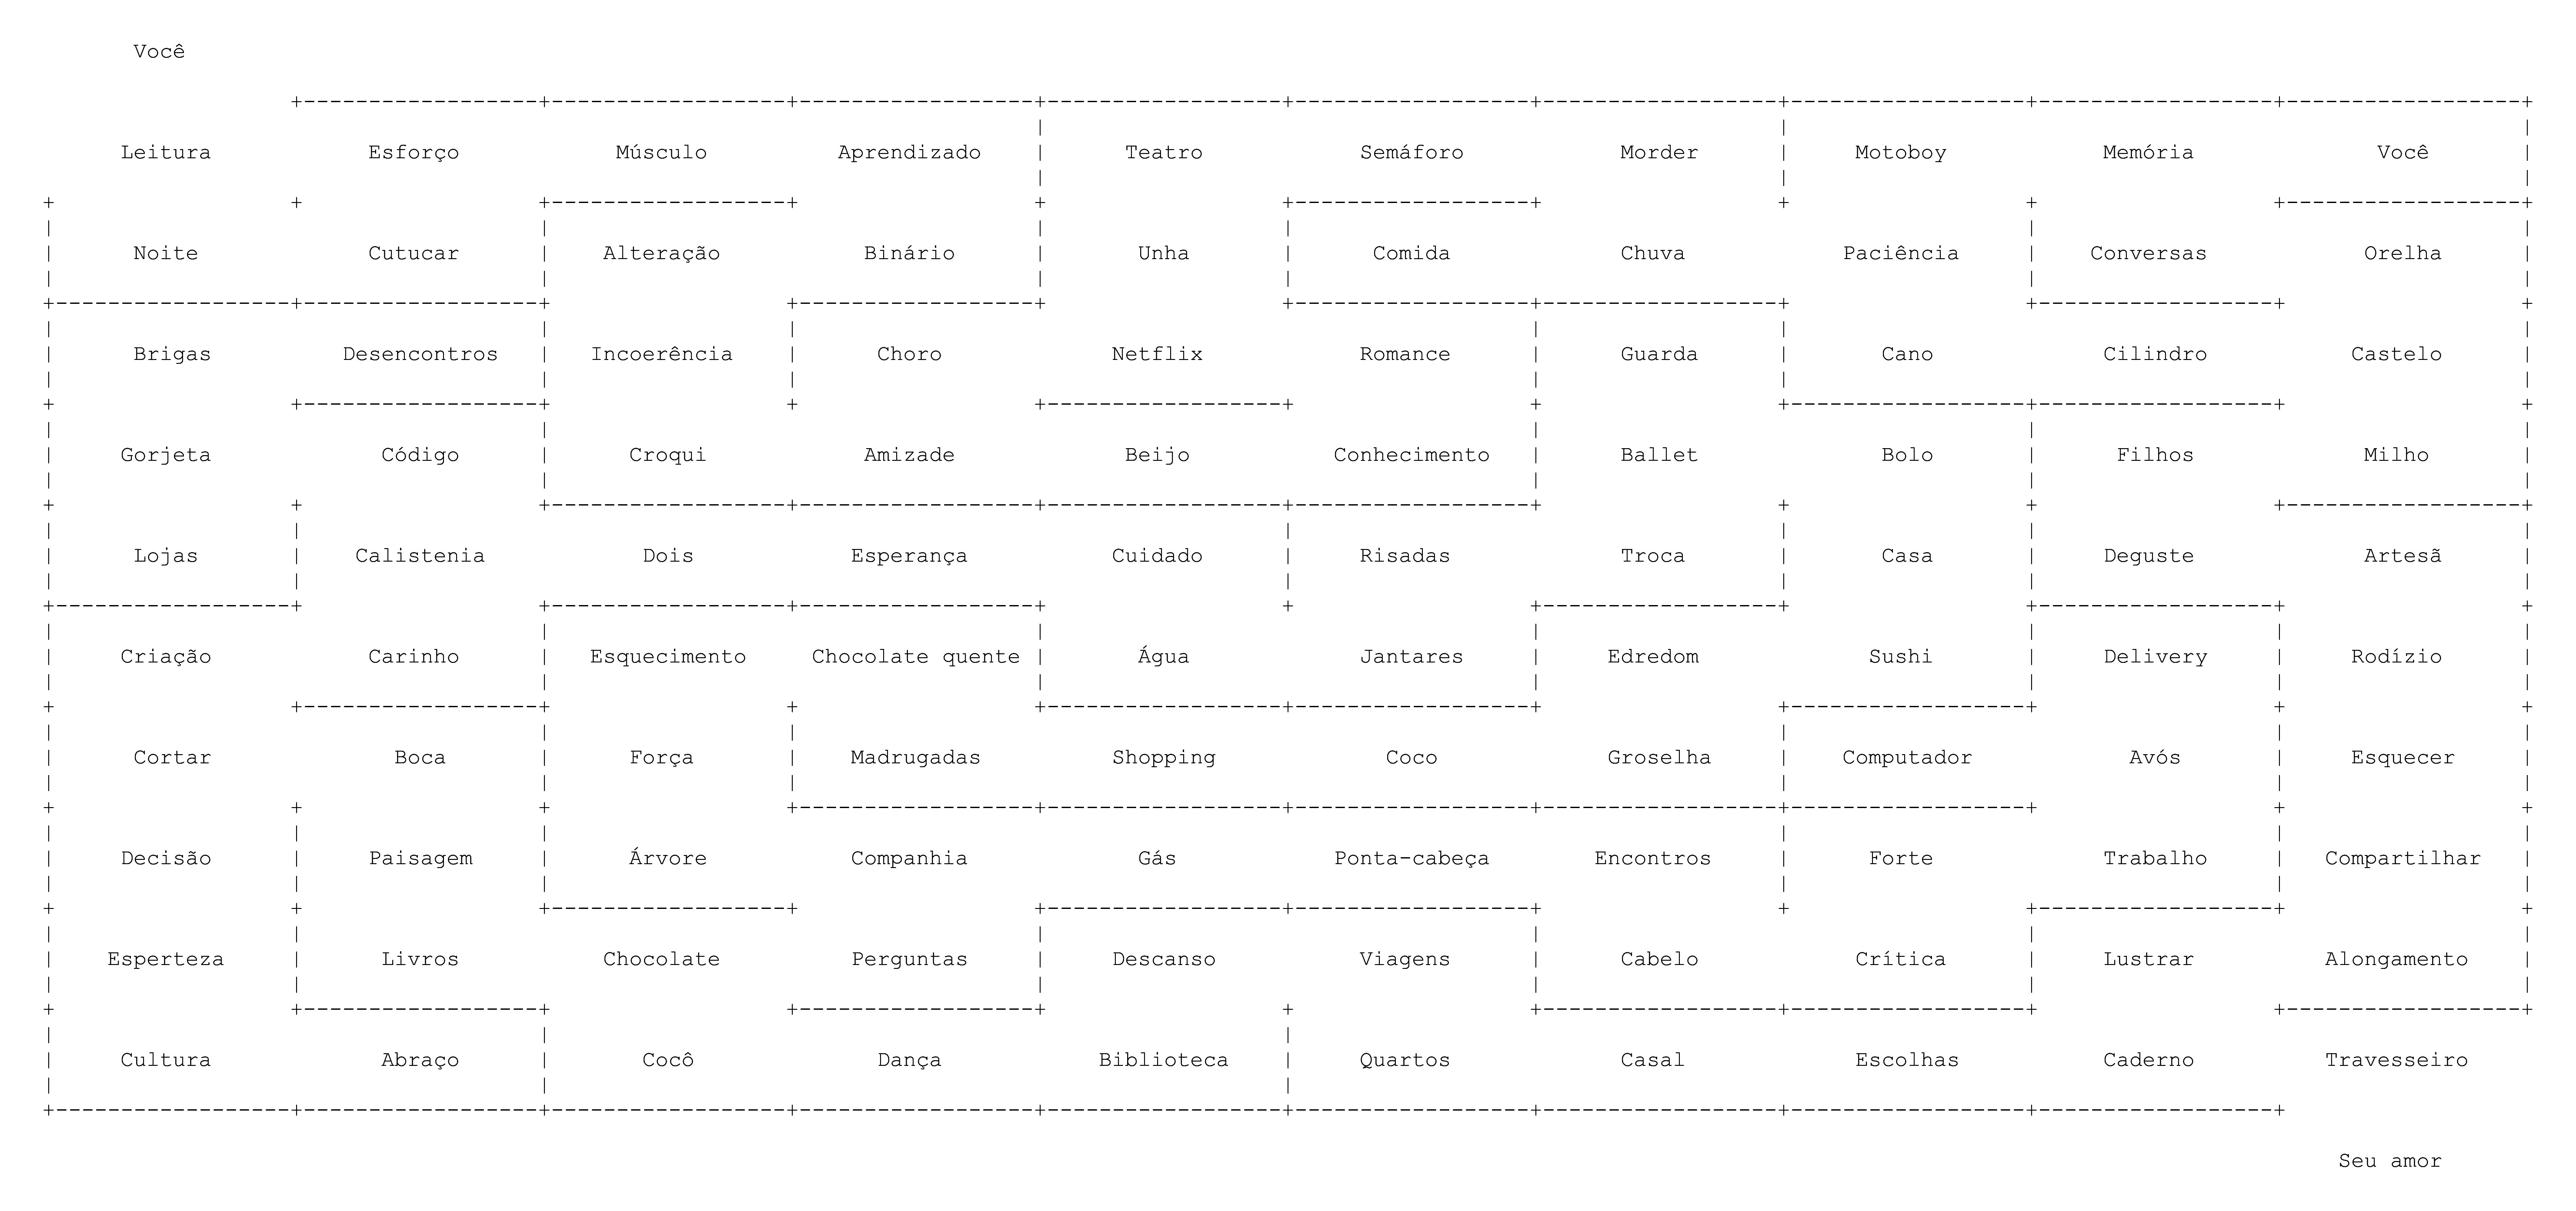 Você
Leitura Esforço Músculo Aprendizado Teatro Semáforo Morder Motoboy Memória Você
Noite Cutucar Alteração Binário Unha Comida Chuva Paciência Conversas Orelha
Brigas Desencontros Incoerência Choro Netflix Romance Guarda Cano Cilindro Castelo
Gorjeta Código Croqui Amizade Beijo Conhecimento Ballet Bolo Filhos Milho
Lojas Calistenia Dois Esperança Cuidado Risadas Troca Casa Deguste Artesã
Criação Carinho Esquecimento Chocolate quente Água Jantares Edredom Sushi Delivery Rodízio
Cortar Boca Força Madrugadas Shopping Coco Groselha Computador Avós Esquecer
Decisão Paisagem Árvore Companhia Gás Ponta-cabeça Encontros Forte Trabalho Compartilhar
Esperteza Livros Chocolate Perguntas Descanso Viagens Cabelo Crítica Lustrar Alongamento
Cultura Abraço Cocô Dança Biblioteca Quartos Casal Escolhas Caderno Travesseiro
Seu amor